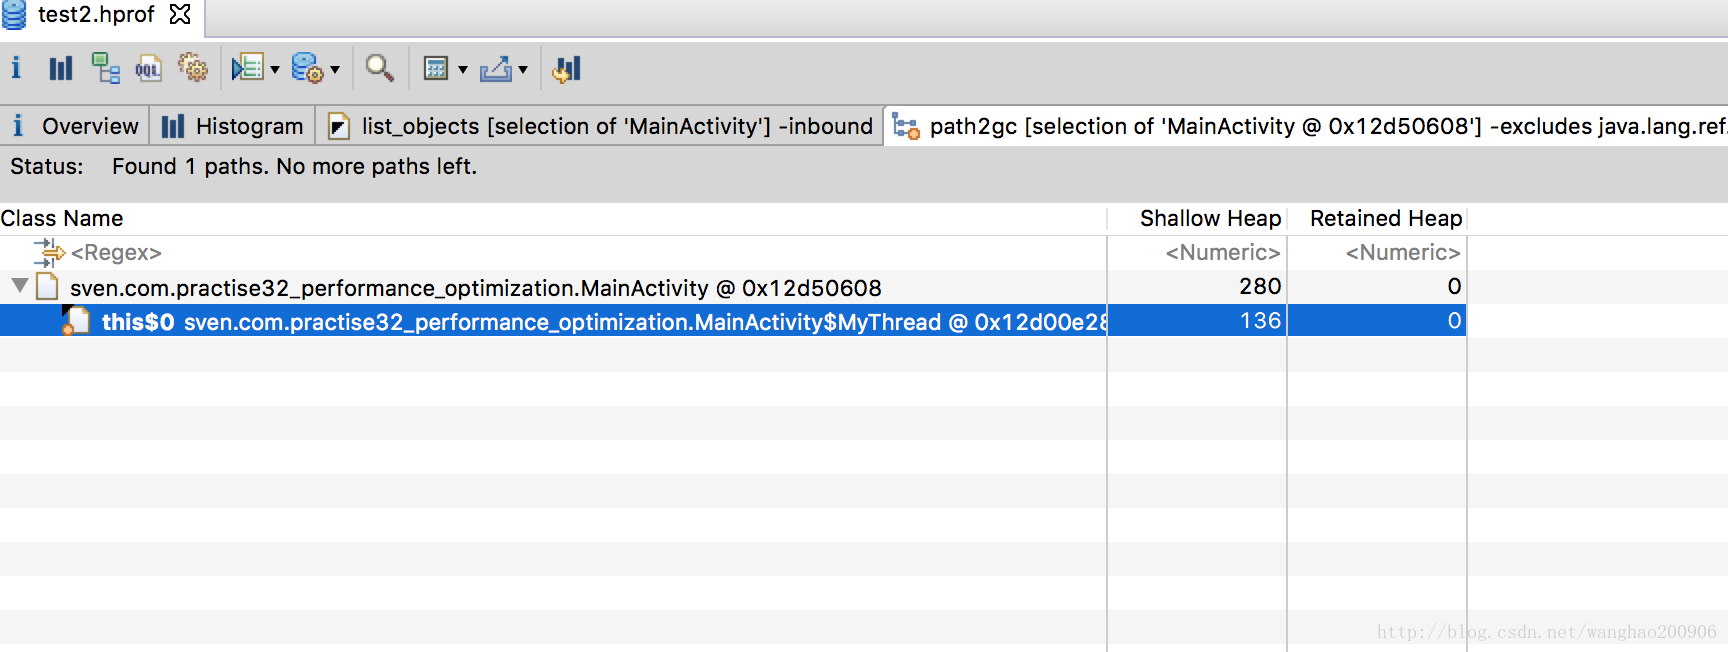 test2.hprof
OQL
Overview Histogram list_objects [selection of 'MainActivity'] -inbound path2gc [selection of 'MainActivity @ 0x12d50608'] -excludes java.lang.ref.
Status: Found 1 paths. No more paths left.
Class Name Shallow Heap Retained Heap
<Regex> <Numeric> <Numeric>
sven.com.practise32_performance_optimization.MainActivity @ 0x12d50608 280 0
this$0 sven.com.practise32_performance_optimization.MainActivity$MyThread @ 0x12d00e28 136 0
http://blog.csdn.net/wanghao200906